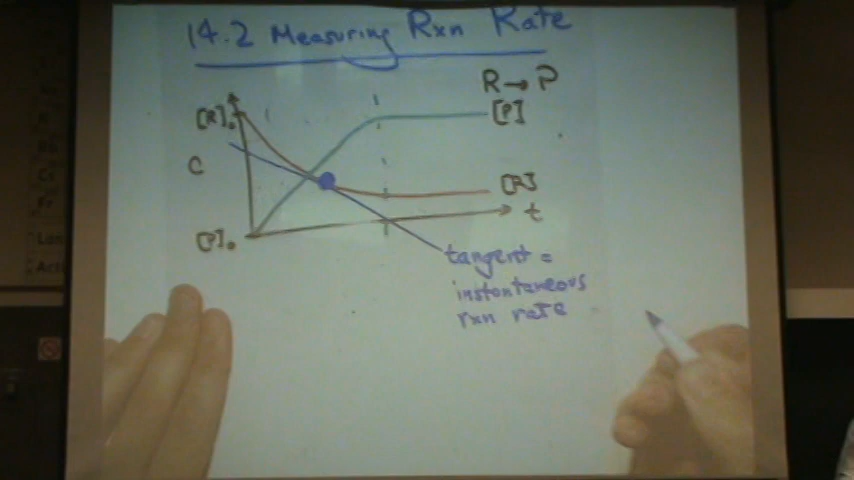 14.2 Measuring Rxn Rate
R → P
[R]₀
[P]
C
[R]
t
[P]₀
tangent =
instantaneous
rxn rate